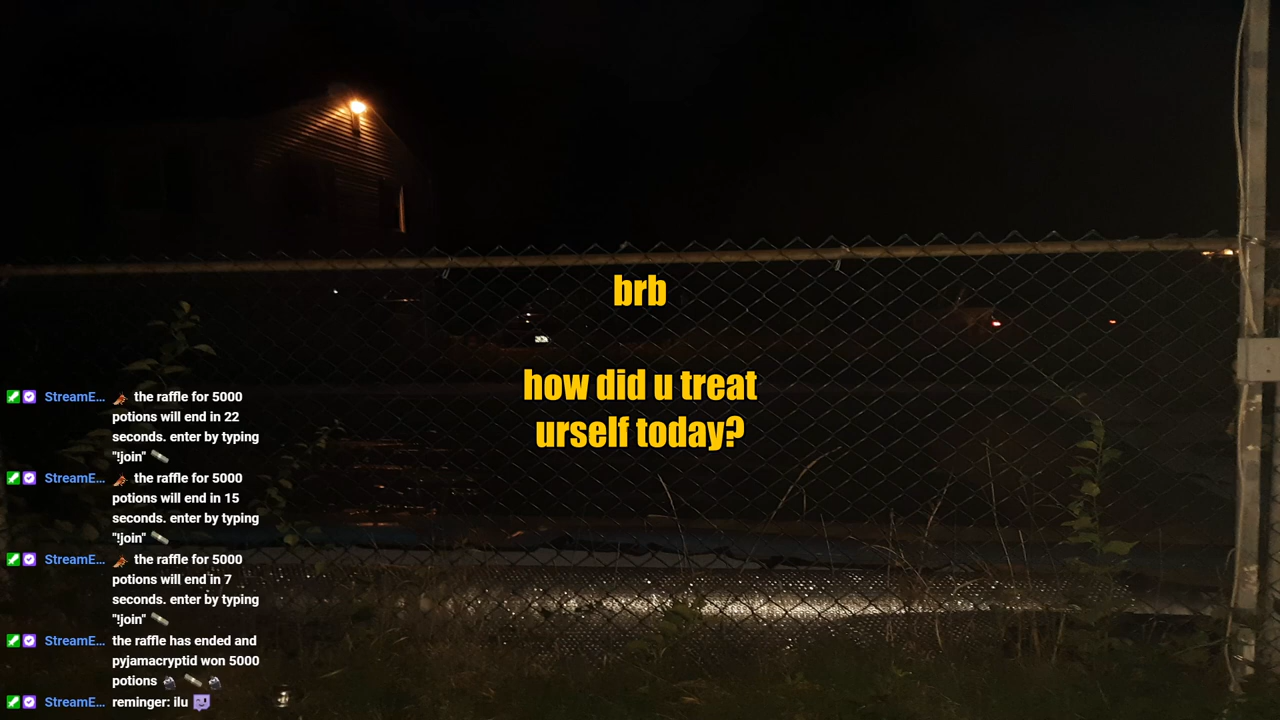 brb
how did u treat
urself today?
StreamE... the raffle for 5000
potions will end in 22
seconds. enter by typing
"!join"
StreamE... the raffle for 5000
potions will end in 15
seconds. enter by typing
"!join"
StreamE... the raffle for 5000
potions will end in 7
seconds. enter by typing
"!join"
StreamE... the raffle has ended and
pyjamacryptid won 5000
potions
StreamE... reminger: ilu